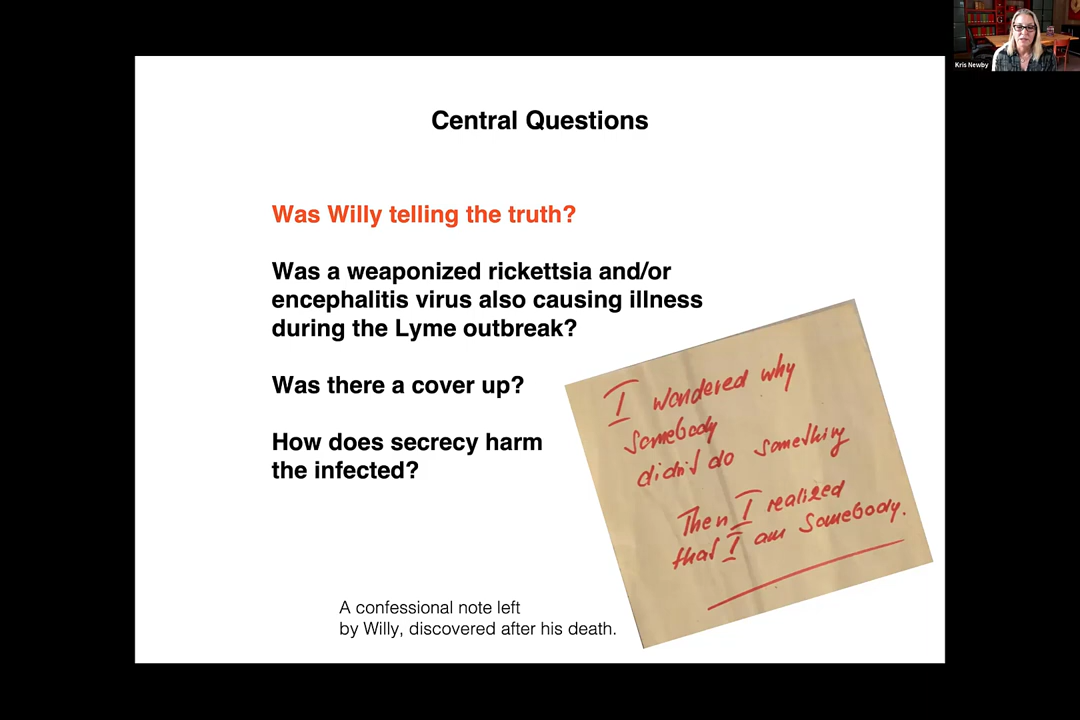 Kris Newby
Central Questions
Was Willy telling the truth?
Was a weaponized rickettsia and/or
encephalitis virus also causing illness
during the Lyme outbreak?
Was there a cover up?
How does secrecy harm
the infected?
I wondered why
somebody
didn't do something
Then I realized
that I am somebody.
A confessional note left
by Willy, discovered after his death.